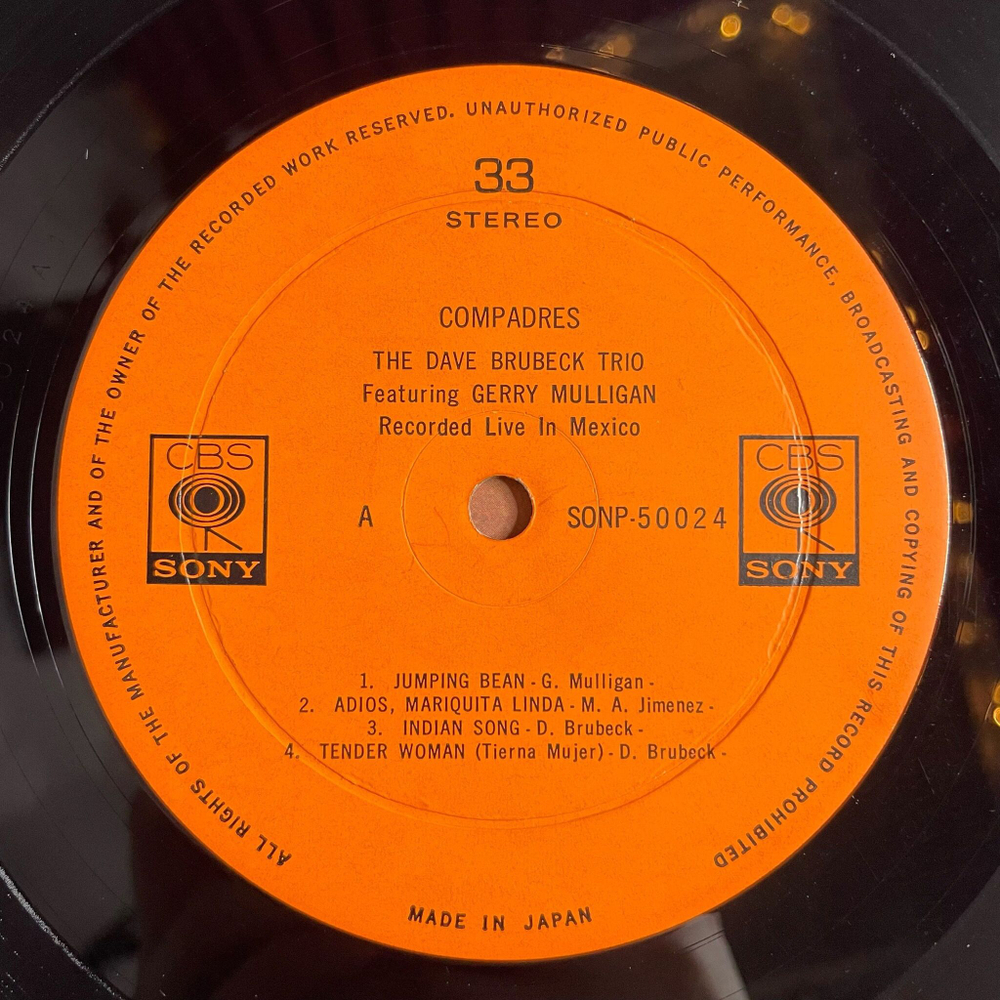 ALL RIGHTS OF THE MANUFACTURER AND OF THE OWNER OF THE RECORDED WORK RESERVED. UNAUTHORIZED PUBLIC PERFORMANCE, BROADCASTING AND COPYING OF THIS RECORD PROHIBITED
33
STEREO
COMPADRES
THE DAVE BRUBECK TRIO
Featuring GERRY MULLIGAN
Recorded Live In Mexico
CBS
SONY
A
SONP-50024
CBS
SONY
1. JUMPING BEAN - G. Mulligan -
2. ADIOS, MARIQUITA LINDA - M. A. Jimenez -
3. INDIAN SONG - D. Brubeck -
4. TENDER WOMAN (Tierna Mujer) - D. Brubeck -
MADE IN JAPAN